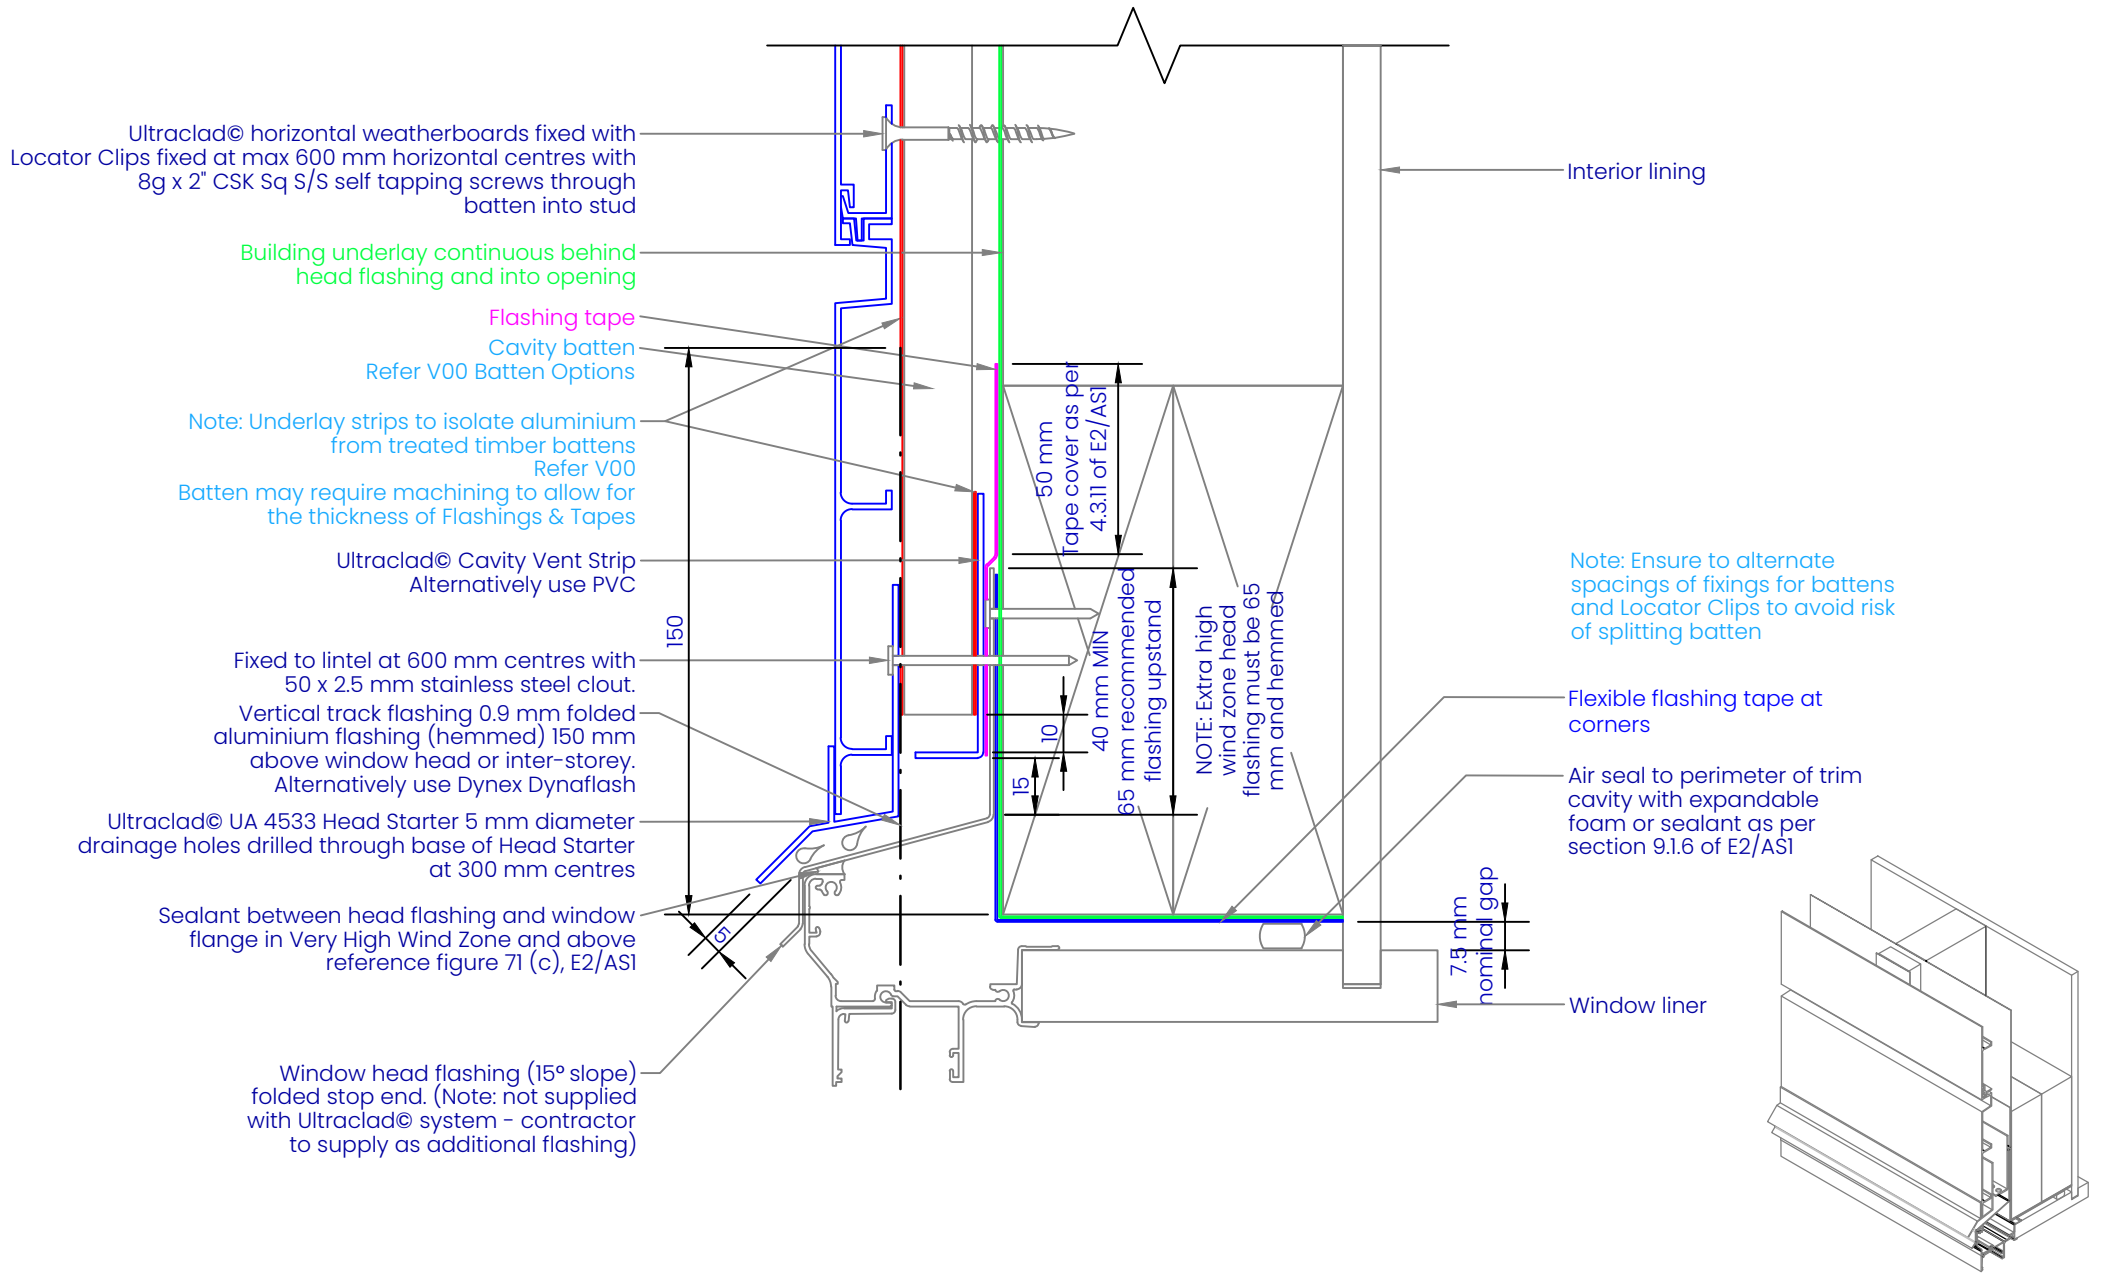 Ultraclad© horizontal weatherboards fixed with
Locator Clips fixed at max 600 mm horizontal centres with
8g x 2" CSK Sq S/S self tapping screws through
batten into stud
Building underlay continuous behind
head flashing and into opening
Flashing tape
Cavity batten
Refer V00 Batten Options
Note: Underlay strips to isolate aluminium
from treated timber battens
Refer V00
Batten may require machining to allow for
the thickness of Flashings & Tapes
Ultraclad© Cavity Vent Strip
Alternatively use PVC
Fixed to lintel at 600 mm centres with
50 x 2.5 mm stainless steel clout.
Vertical track flashing 0.9 mm folded
aluminium flashing (hemmed) 150 mm
above window head or inter-storey.
Alternatively use Dynex Dynaflash
Ultraclad© UA 4533 Head Starter 5 mm diameter
drainage holes drilled through base of Head Starter
at 300 mm centres
Sealant between head flashing and window
flange in Very High Wind Zone and above
reference figure 71 (c), E2/AS1
Window head flashing (15° slope)
folded stop end. (Note: not supplied
with Ultraclad© system - contractor
to supply as additional flashing)
150
5
50 mm
Tape cover as per
4.3.11 of E2/AS1
10
15
40 mm MIN
65 mm recommended
flashing upstand
NOTE: Extra high
wind zone head
flashing must be 65
mm and hemmed
Interior lining
Note: Ensure to alternate
spacings of fixings for battens
and Locator Clips to avoid risk
of splitting batten
Flexible flashing tape at
corners
Air seal to perimeter of trim
cavity with expandable
foam or sealant as per
section 9.1.6 of E2/AS1
7.5 mm
nominal gap
Window liner